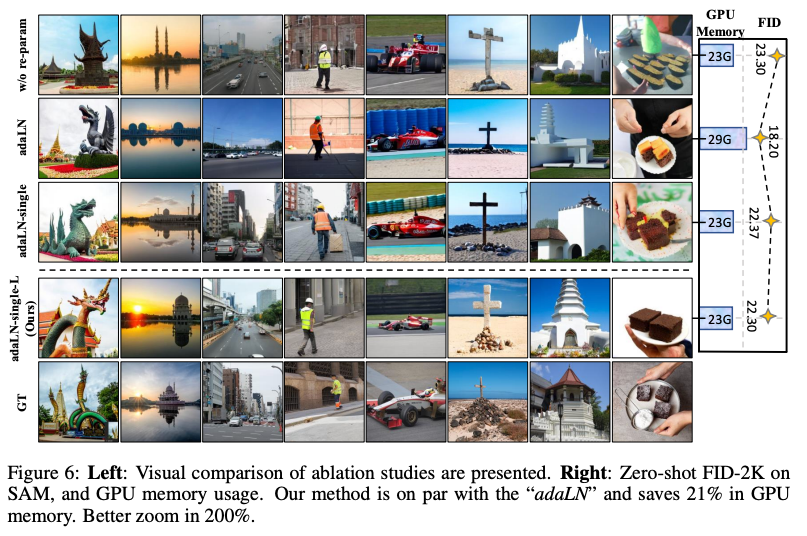 GPU
Memory
FID
w/o re-param
23G
23.30
adaLN
29G
18.20
adaLN-single
23G
22.37
adaLN-single-L
(Ours)
23G
22.30
GT
Figure 6: Left: Visual comparison of ablation studies are presented. Right: Zero-shot FID-2K on
SAM, and GPU memory usage. Our method is on par with the “adaLN” and saves 21% in GPU
memory. Better zoom in 200%.